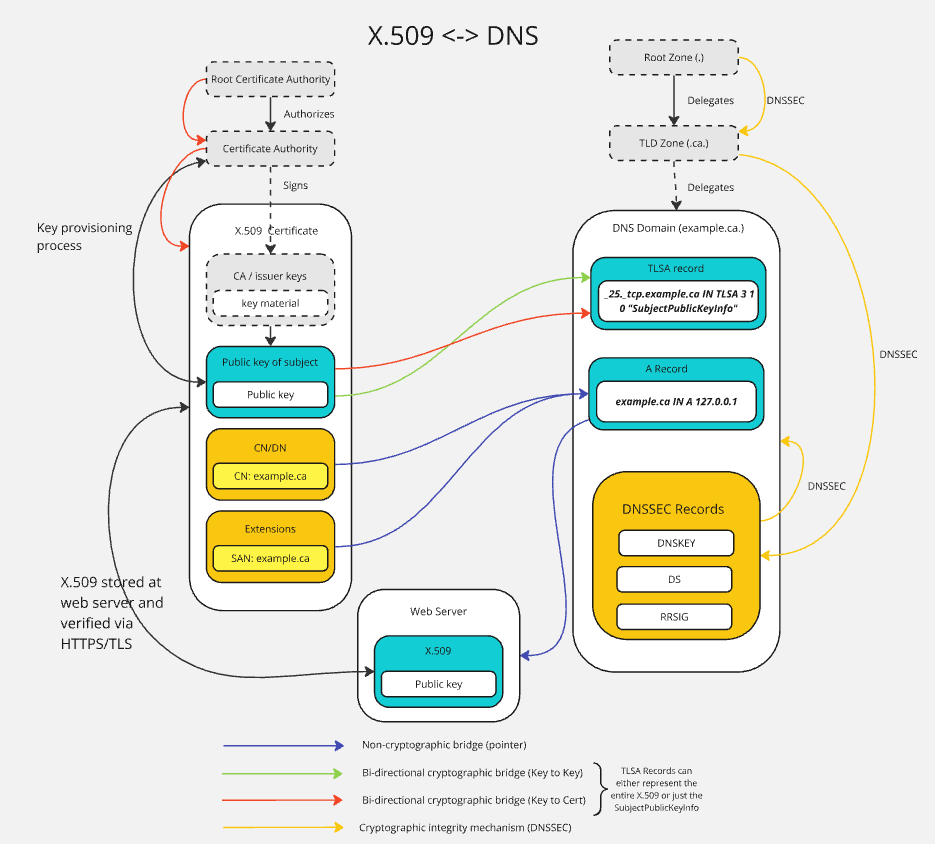 X.509 <-> DNS
Root Certificate Authority
Authorizes
Certificate Authority
Signs
Key provisioning
process
X.509 Certificate
CA / issuer keys
key material
Public key of subject
Public key
CN/DN
CN: example.ca
Extensions
SAN: example.ca
X.509 stored at
web server and
verified via
HTTPS/TLS
Root Zone (.)
Delegates
DNSSEC
TLD Zone (.ca.)
Delegates
DNS Domain (example.ca.)
TLSA record
_25._tcp.example.ca IN TLSA 3 1
0 "SubjectPublicKeyInfo"
A Record
example.ca IN A 127.0.0.1
DNSSEC
DNSSEC
DNSSEC Records
DNSKEY
DS
RRSIG
Web Server
X.509
Public key
Non-cryptographic bridge (pointer)
Bi-directional cryptographic bridge (Key to Key)
Bi-directional cryptographic bridge (Key to Cert)
Cryptographic integrity mechanism (DNSSEC)
TLSA Records can
either represent the
entire X.509 or just the
SubjectPublicKeyInfo